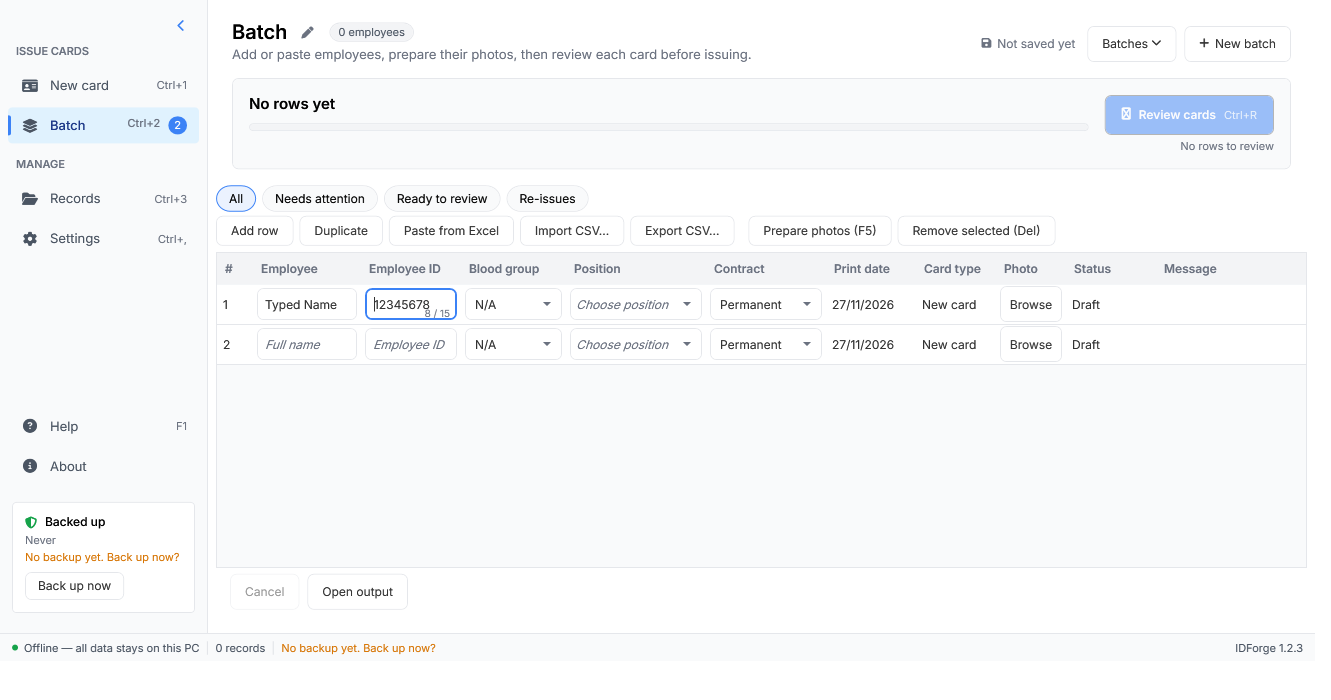 ISSUE CARDS
New card Ctrl+1
Batch Ctrl+2 2
MANAGE
Records Ctrl+3
Settings Ctrl+,
Help F1
About
Backed up
Never
No backup yet. Back up now?
Back up now
Batch 0 employees
Add or paste employees, prepare their photos, then review each card before issuing.
Not saved yet Batches + New batch
No rows yet
Review cards Ctrl+R
No rows to review
All Needs attention Ready to review Re-issues
Add row Duplicate Paste from Excel Import CSV... Export CSV... Prepare photos (F5) Remove selected (Del)
# Employee Employee ID Blood group Position Contract Print date Card type Photo Status Message
1 Typed Name 12345678 8 / 15 N/A Choose position Permanent 27/11/2026 New card Browse Draft
2 Full name Employee ID N/A Choose position Permanent 27/11/2026 New card Browse Draft
Cancel Open output
Offline — all data stays on this PC 0 records No backup yet. Back up now? IDForge 1.2.3